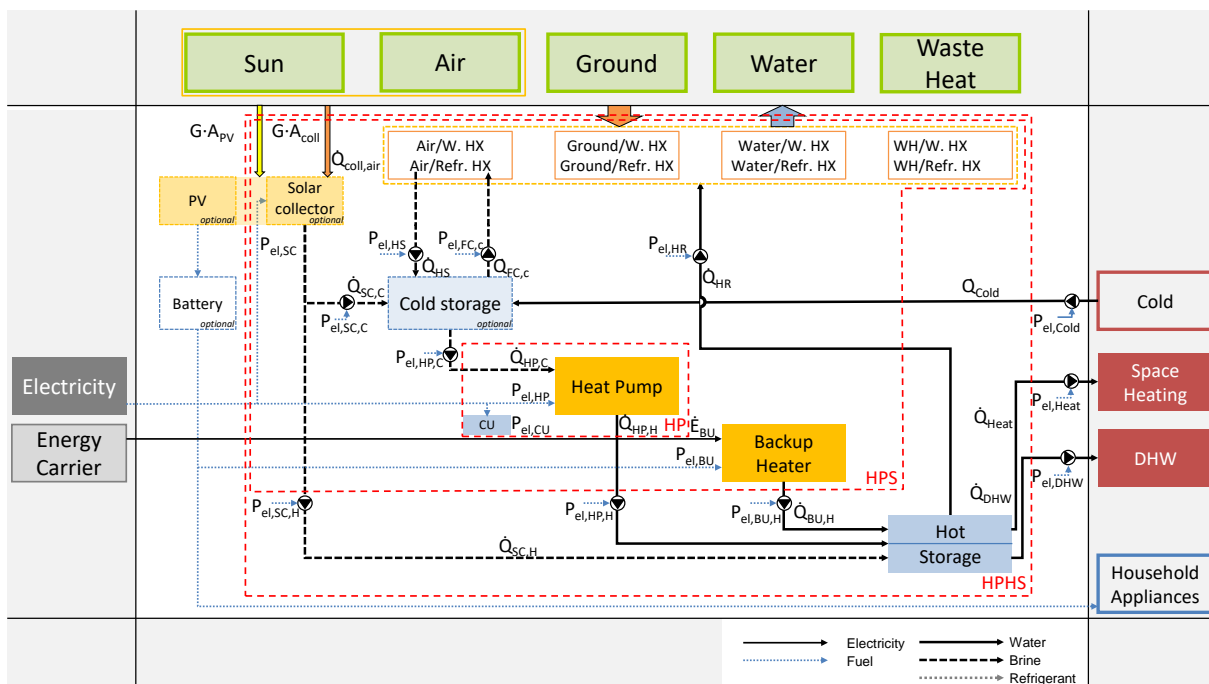 Sun
Air
Ground
Water
Waste
Heat
G·A_PV
G·A_coll
Q̇_coll,air
Air/W. HX
Air/Refr. HX
Ground/W. HX
Ground/Refr. HX
Water/W. HX
Water/Refr. HX
WH/W. HX
WH/Refr. HX
PV
optional
Solar
collector
optional
P_el,SC
P_el,HS
Q̇_HS
P_el,FC,c
Q̇_FC,c
P_el,HR
Q̇_HR
Battery
optional
Q̇_SC,C
P_el,SC,C
Cold storage
optional
Q_Cold
P_el,Cold
Cold
P_el,HP,C
Q̇_HP,C
Heat Pump
Electricity
P_el,HP
CU
P_el,CU
HP
Q̇_HP,H
Ė_BU
Space
Heating
P_el,Heat
Q̇_Heat
Energy
Carrier
Backup
Heater
P_el,BU
HPS
DHW
P_el,DHW
Q̇_DHW
P_el,SC,H
P_el,HP,H
P_el,BU,H
Q̇_BU,H
Hot
Storage
Q̇_SC,H
HPHS
Household
Appliances
Electricity
Fuel
Water
Brine
Refrigerant